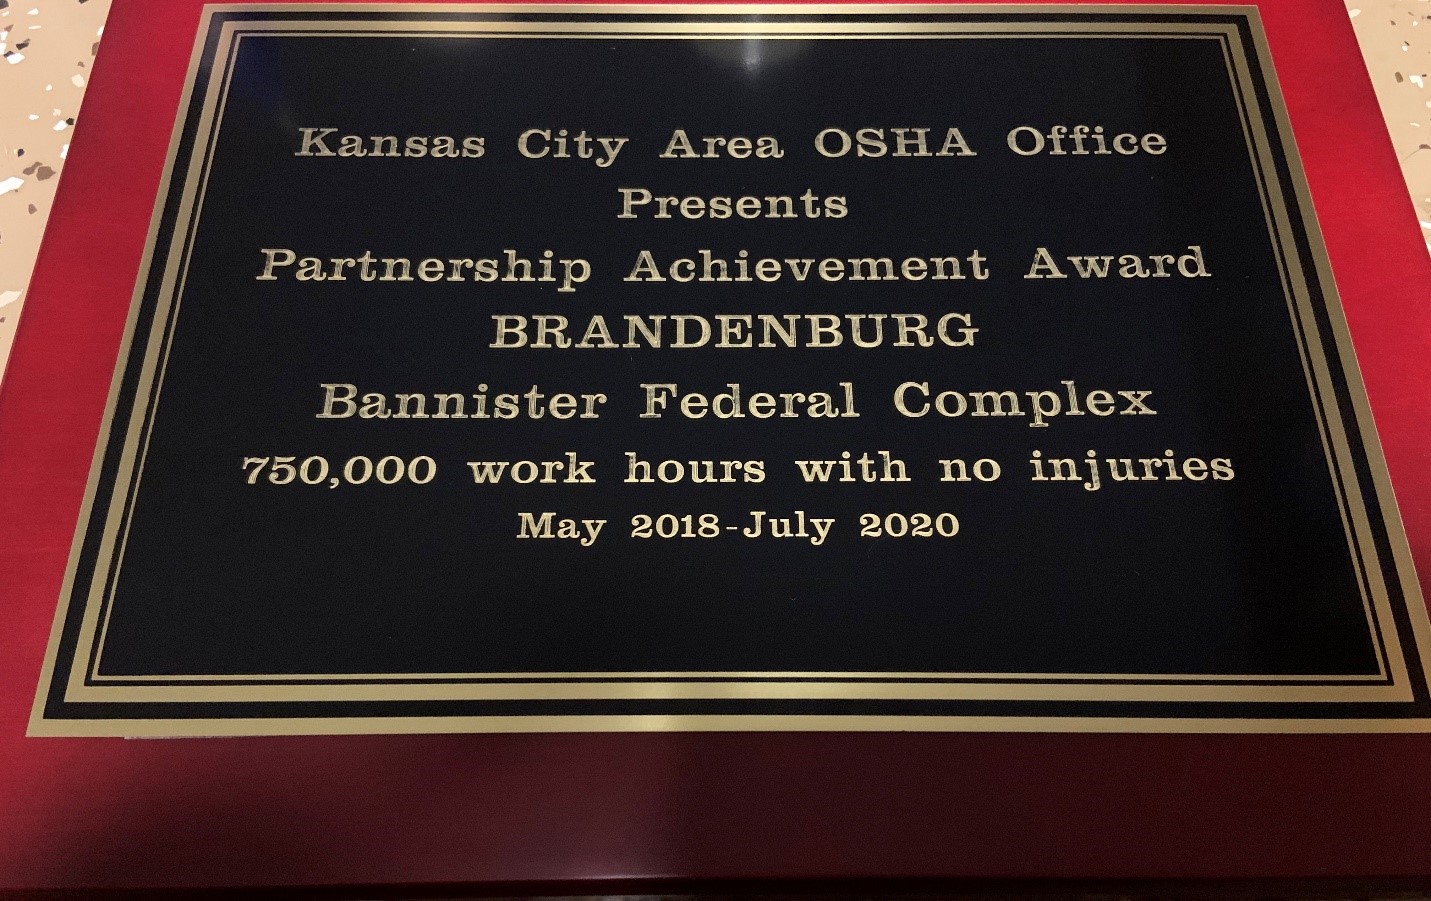 Kansas City Area OSHA Office
Presents
Partnership Achievement Award
BRANDENBURG
Bannister Federal Complex
750,000 work hours with no injuries
May 2018-July 2020